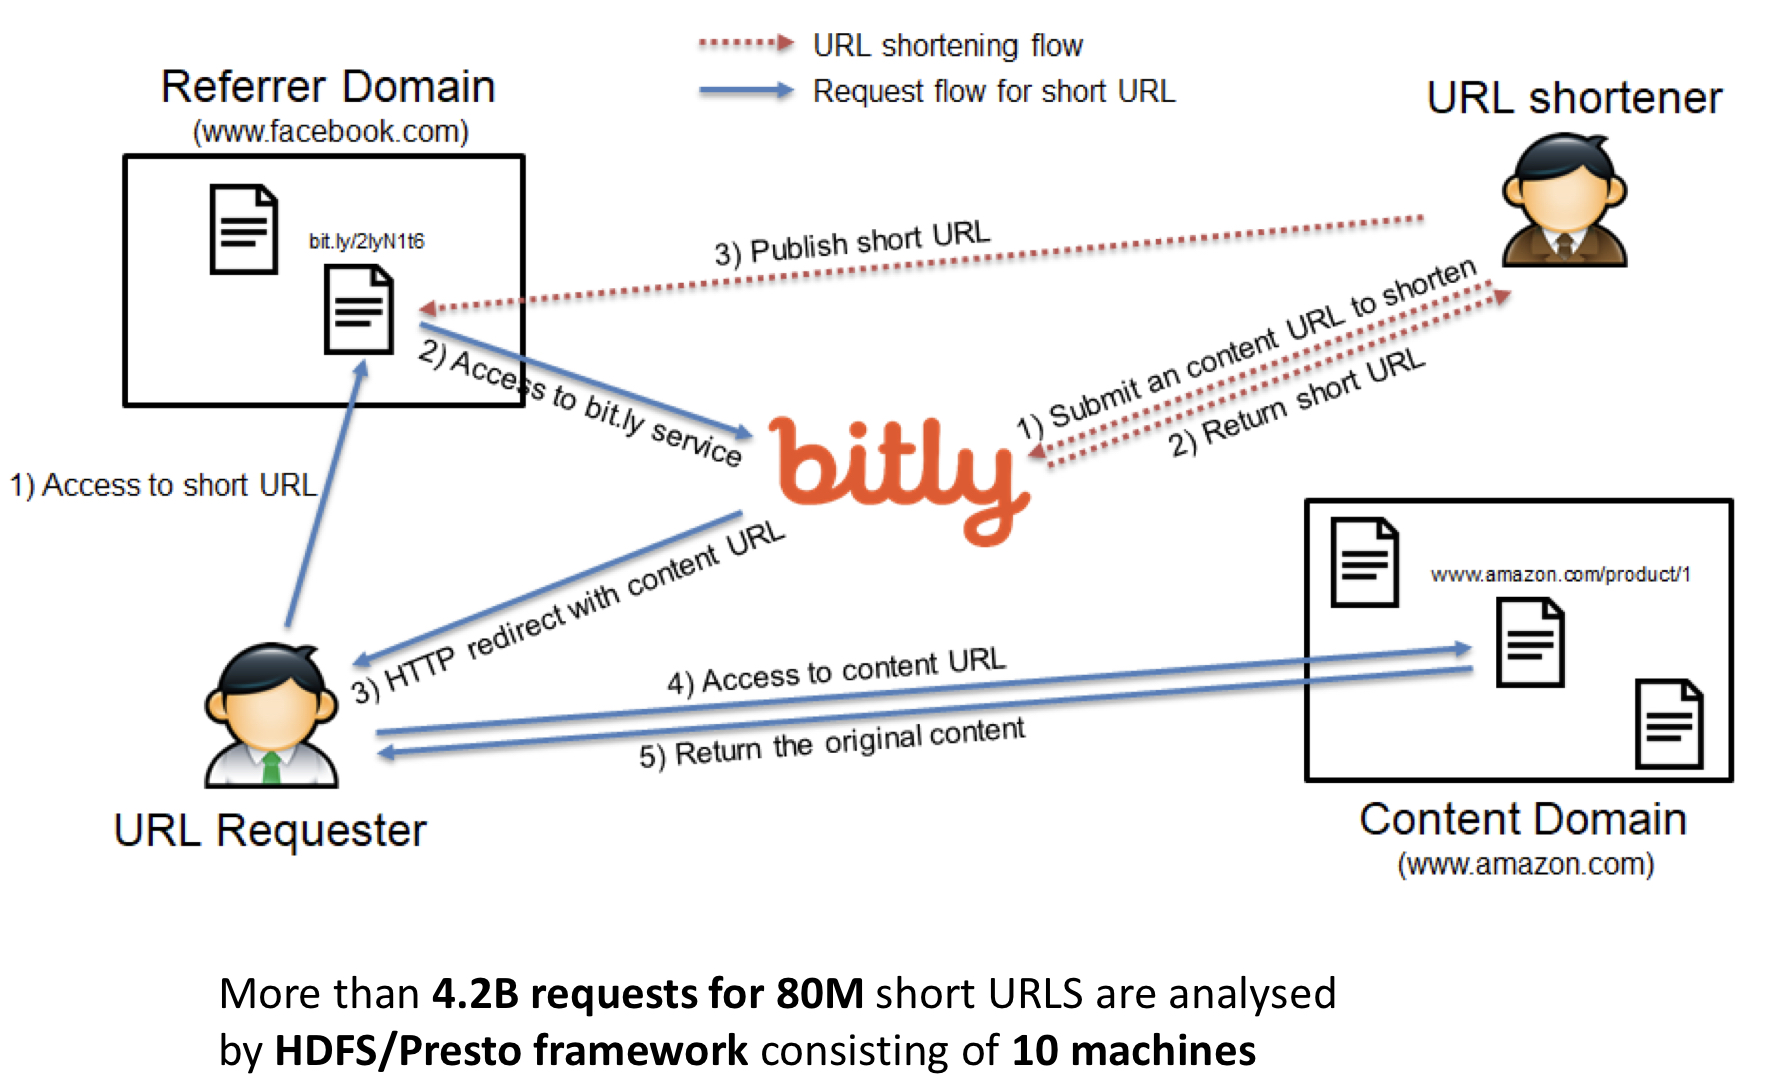 URL shortening flow
Request flow for short URL
Referrer Domain
(www.facebook.com)
URL shortener
bit.ly/2lyN1t6
3) Publish short URL
1) Submit an content URL to shorten
2) Return short URL
2) Access to bit.ly service
bitly
1) Access to short URL
3) HTTP redirect with content URL
www.amazon.com/product/1
4) Access to content URL
5) Return the original content
URL Requester
Content Domain
(www.amazon.com)
More than 4.2B requests for 80M short URLS are analysed
by HDFS/Presto framework consisting of 10 machines